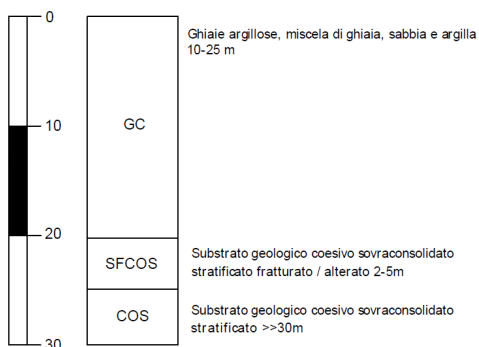 0
Ghiaie argillose, miscela di ghiaia, sabbia e argilla
10-25 m
10
GC
20
SFCOS
Substrato geologico coesivo sovraconsolidato
stratificato fratturato / alterato 2-5m
COS
Substrato geologico coesivo sovraconsolidato
stratificato >>30m
30